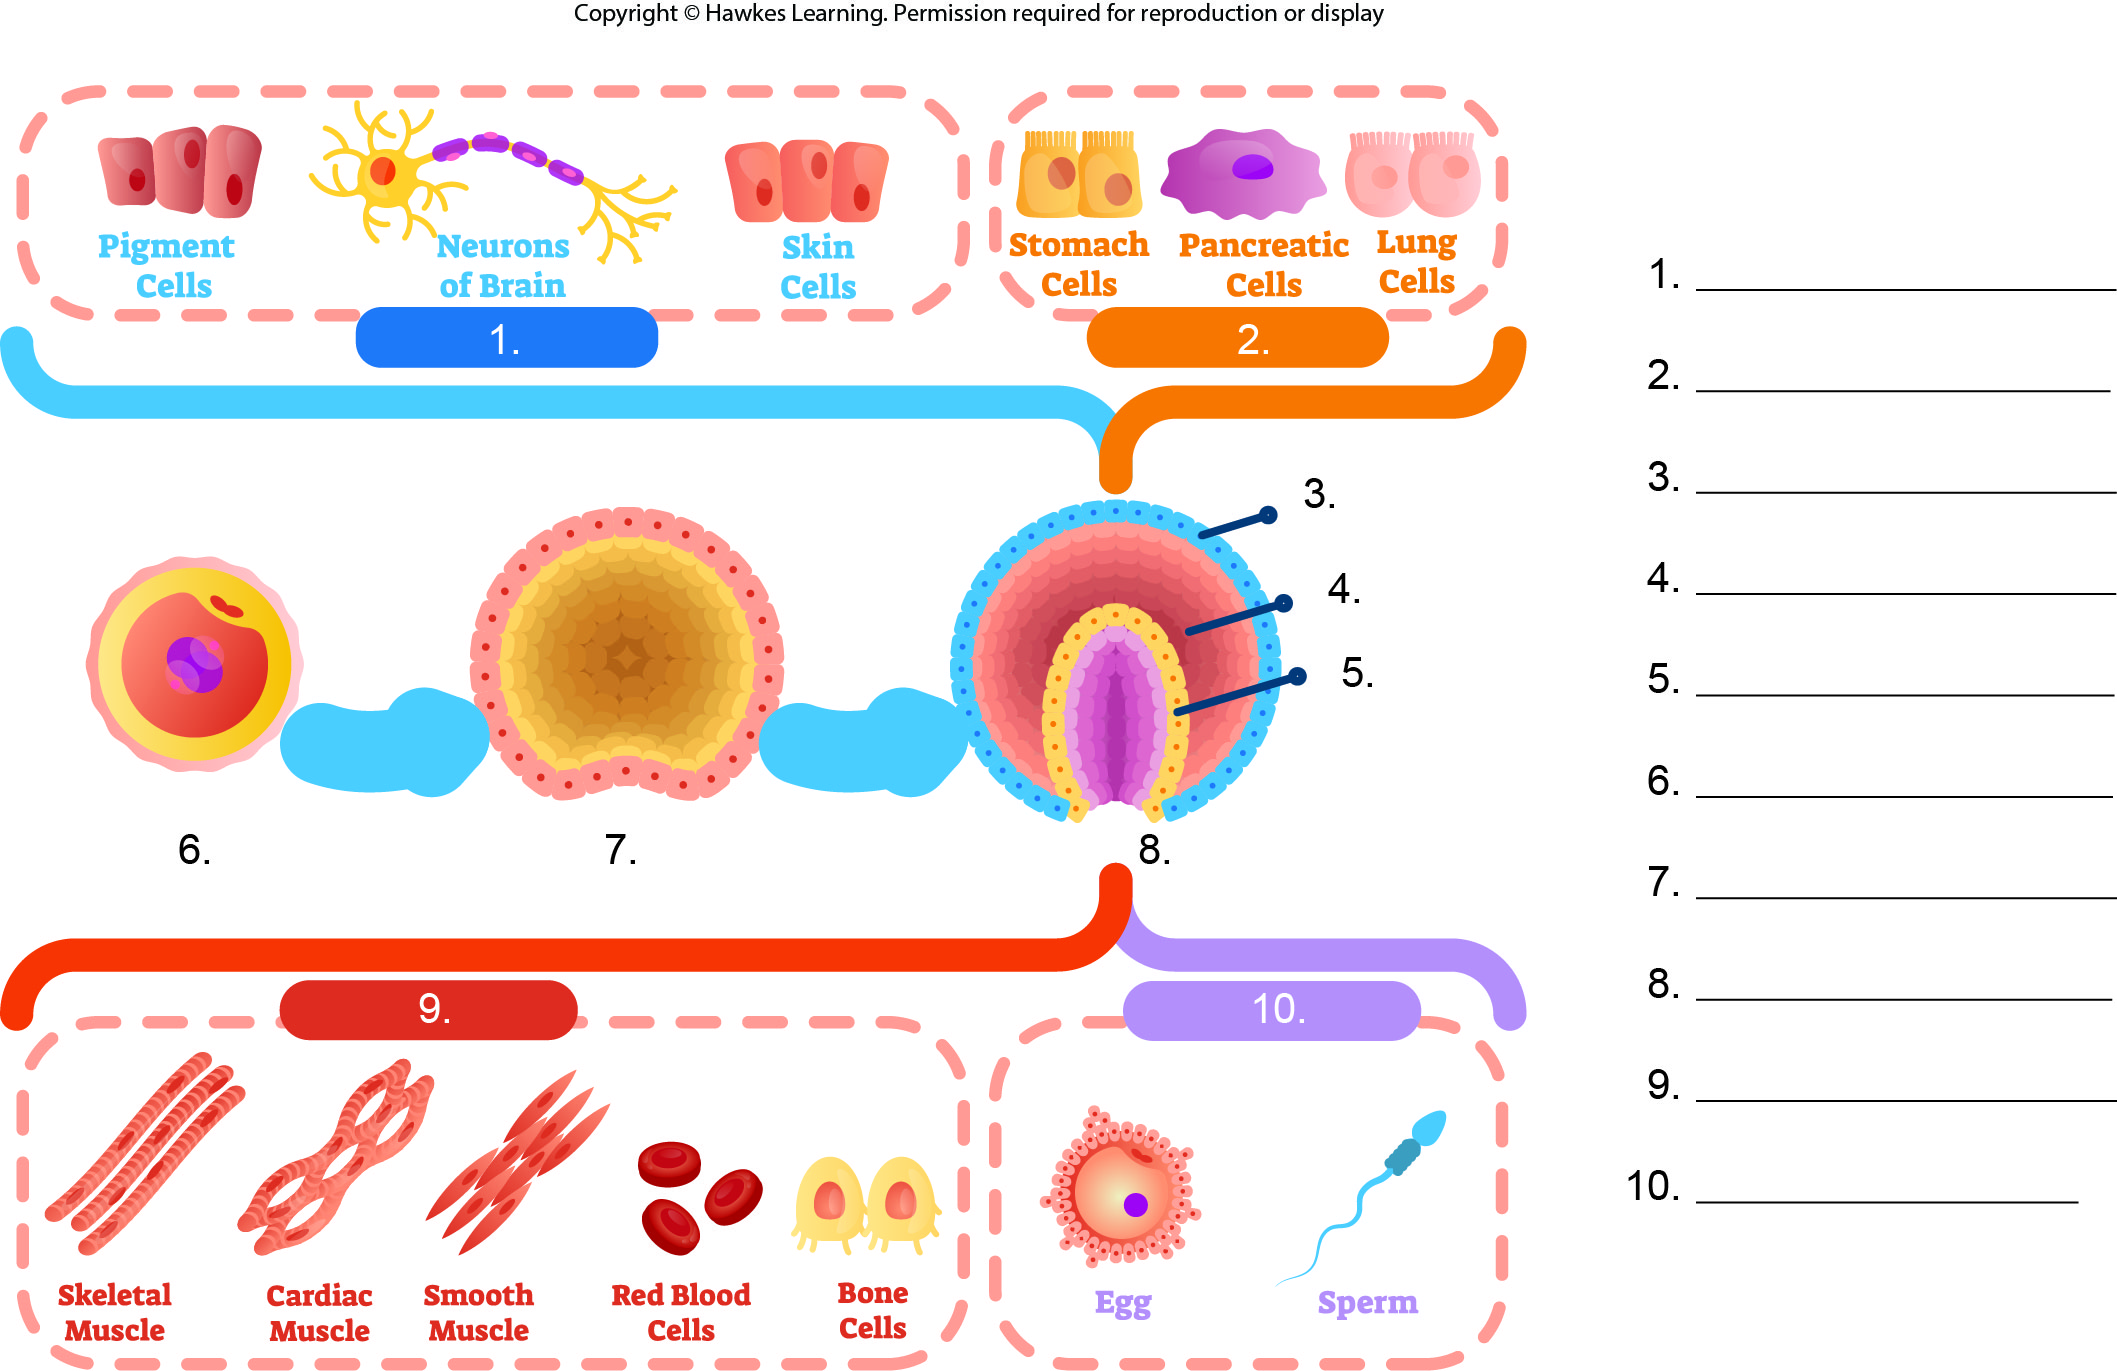 Copyright © Hawkes Learning. Permission required for reproduction or display
Pigment
Cells
Neurons
of Brain
Skin
Cells
Stomach
Cells
Pancreatic
Cells
Lung
Cells
1.
2.
3.
4.
5.
6.
7.
8.
9.
10.
Skeletal
Muscle
Cardiac
Muscle
Smooth
Muscle
Red Blood
Cells
Bone
Cells
Egg
Sperm
1.
2.
3.
4.
5.
6.
7.
8.
9.
10.